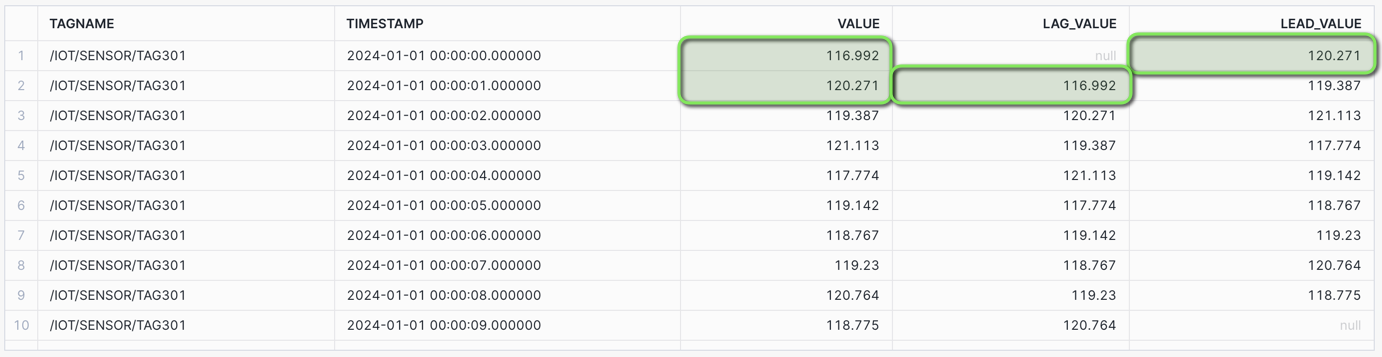 TAGNAME TIMESTAMP VALUE LAG_VALUE LEAD_VALUE
1 /IOT/SENSOR/TAG301 2024-01-01 00:00:00.000000 116.992 null 120.271
2 /IOT/SENSOR/TAG301 2024-01-01 00:00:01.000000 120.271 116.992 119.387
3 /IOT/SENSOR/TAG301 2024-01-01 00:00:02.000000 119.387 120.271 121.113
4 /IOT/SENSOR/TAG301 2024-01-01 00:00:03.000000 121.113 119.387 117.774
5 /IOT/SENSOR/TAG301 2024-01-01 00:00:04.000000 117.774 121.113 119.142
6 /IOT/SENSOR/TAG301 2024-01-01 00:00:05.000000 119.142 117.774 118.767
7 /IOT/SENSOR/TAG301 2024-01-01 00:00:06.000000 118.767 119.142 119.23
8 /IOT/SENSOR/TAG301 2024-01-01 00:00:07.000000 119.23 118.767 120.764
9 /IOT/SENSOR/TAG301 2024-01-01 00:00:08.000000 120.764 119.23 118.775
10 /IOT/SENSOR/TAG301 2024-01-01 00:00:09.000000 118.775 120.764 null